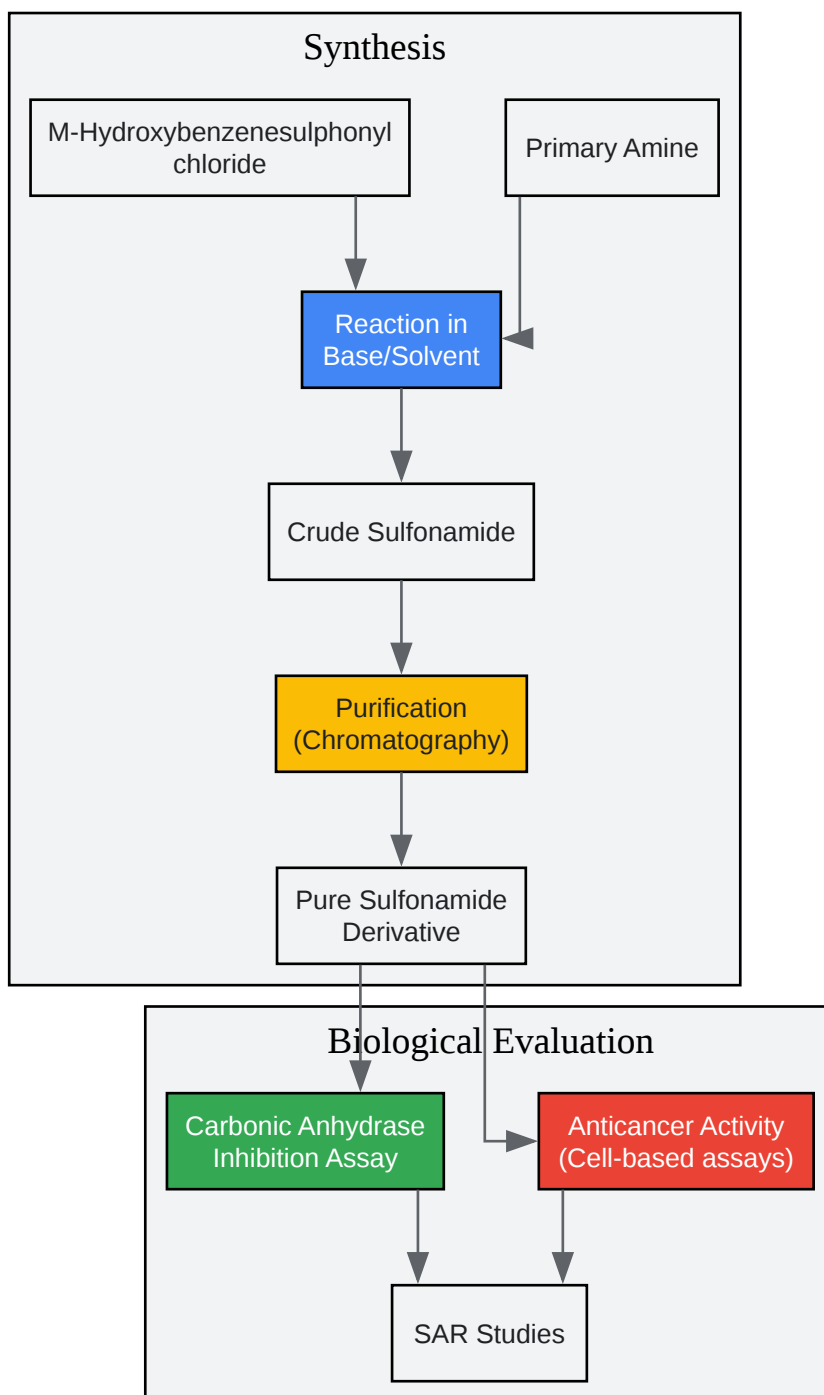 Synthesis
M-Hydroxybenzenesulphonyl
chloride
Primary Amine
Reaction in
Base/Solvent
Crude Sulfonamide
Purification
(Chromatography)
Pure Sulfonamide
Derivative
Biological Evaluation
Carbonic Anhydrase
Inhibition Assay
Anticancer Activity
(Cell-based assays)
SAR Studies